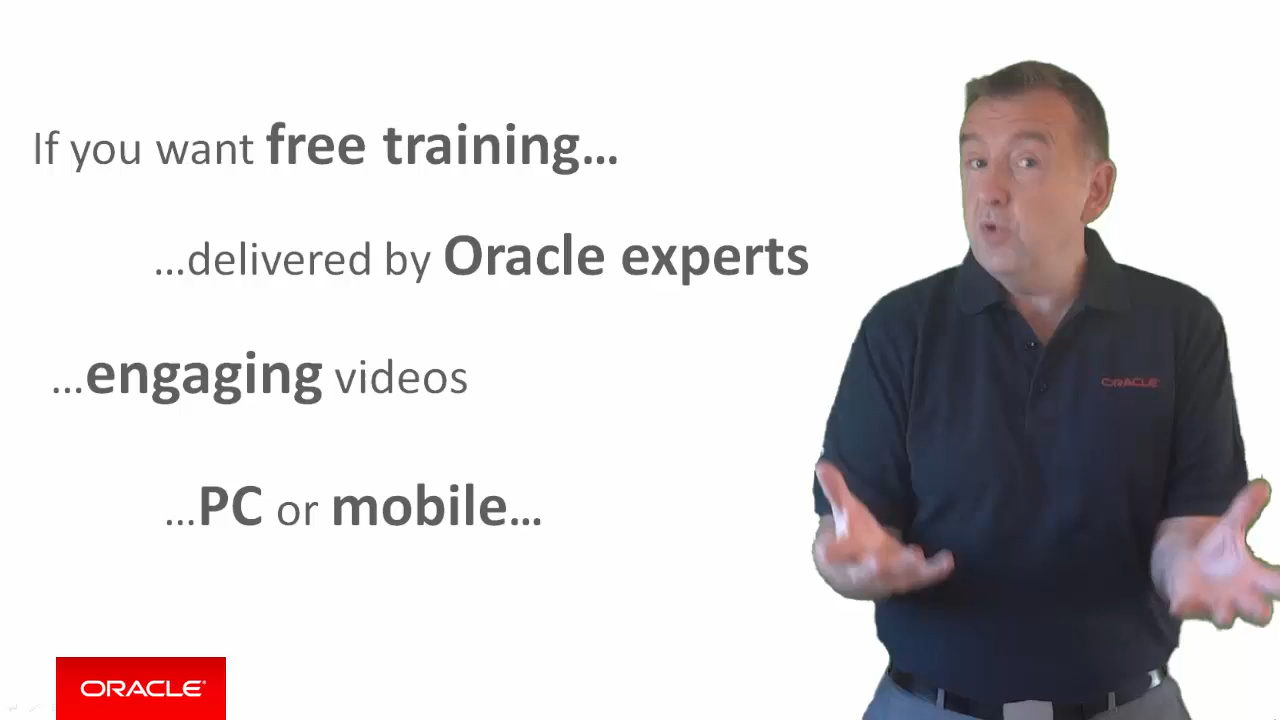 If you want free training…
…delivered by Oracle experts
…engaging videos
…PC or mobile…
ORACLE
ORACLE®